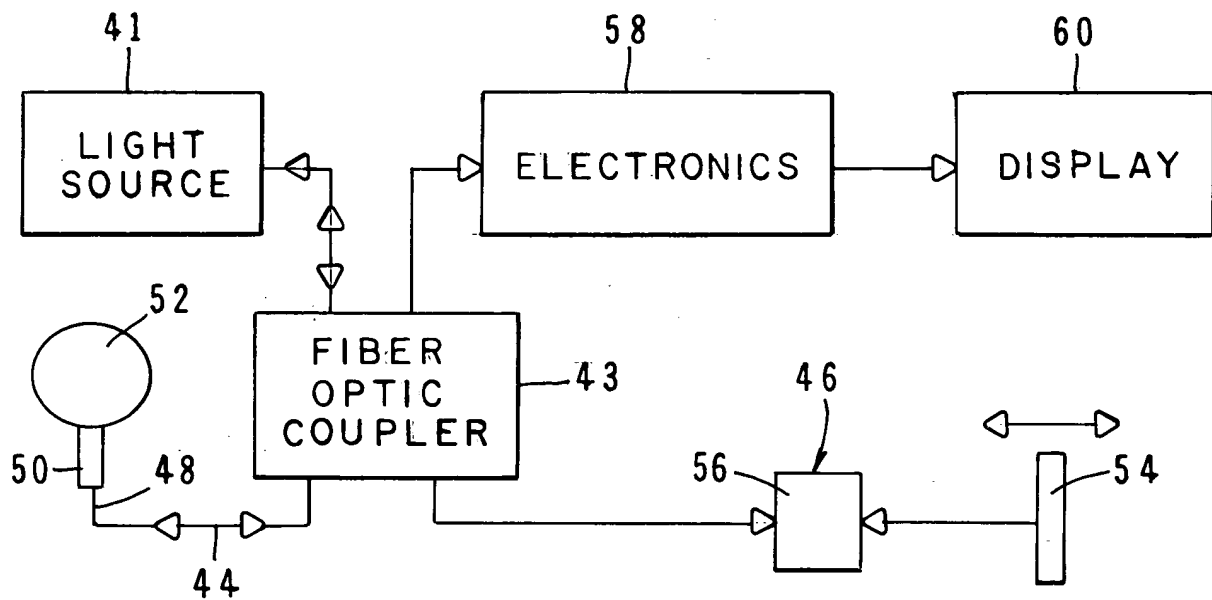 41
58
60
LIGHT
SOURCE
ELECTRONICS
DISPLAY
52
FIBER
OPTIC
COUPLER
43
46
50
48
56
54
44